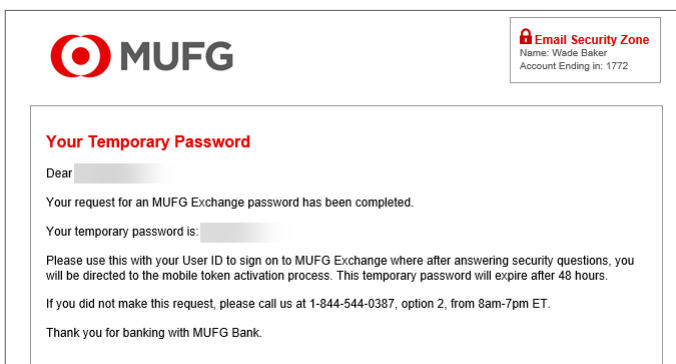 MUFG
Email Security Zone
Name: Wade Baker
Account Ending in: 1772
Your Temporary Password
Dear
Your request for an MUFG Exchange password has been completed.
Your temporary password is:
Please use this with your User ID to sign on to MUFG Exchange where after answering security questions, you
will be directed to the mobile token activation process. This temporary password will expire after 48 hours.
If you did not make this request, please call us at 1-844-544-0387, option 2, from 8am-7pm ET.
Thank you for banking with MUFG Bank.